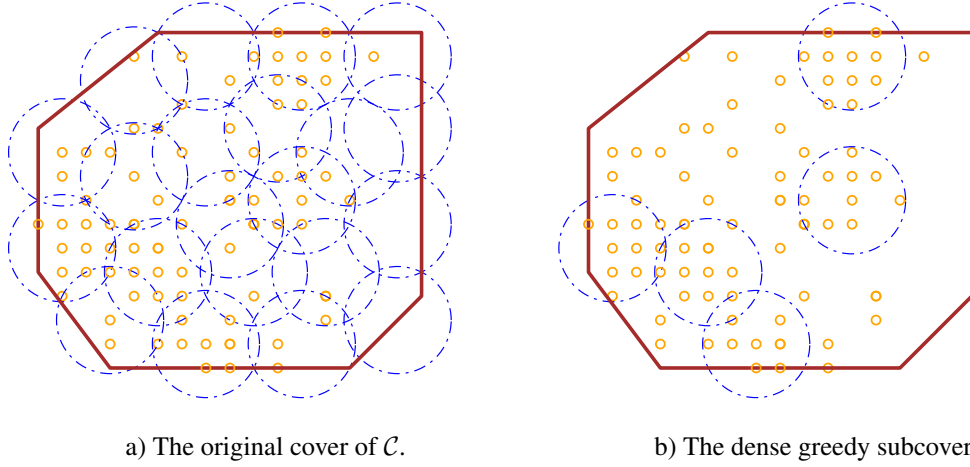 a) The original cover of 𝒞.
b) The dense greedy subcover